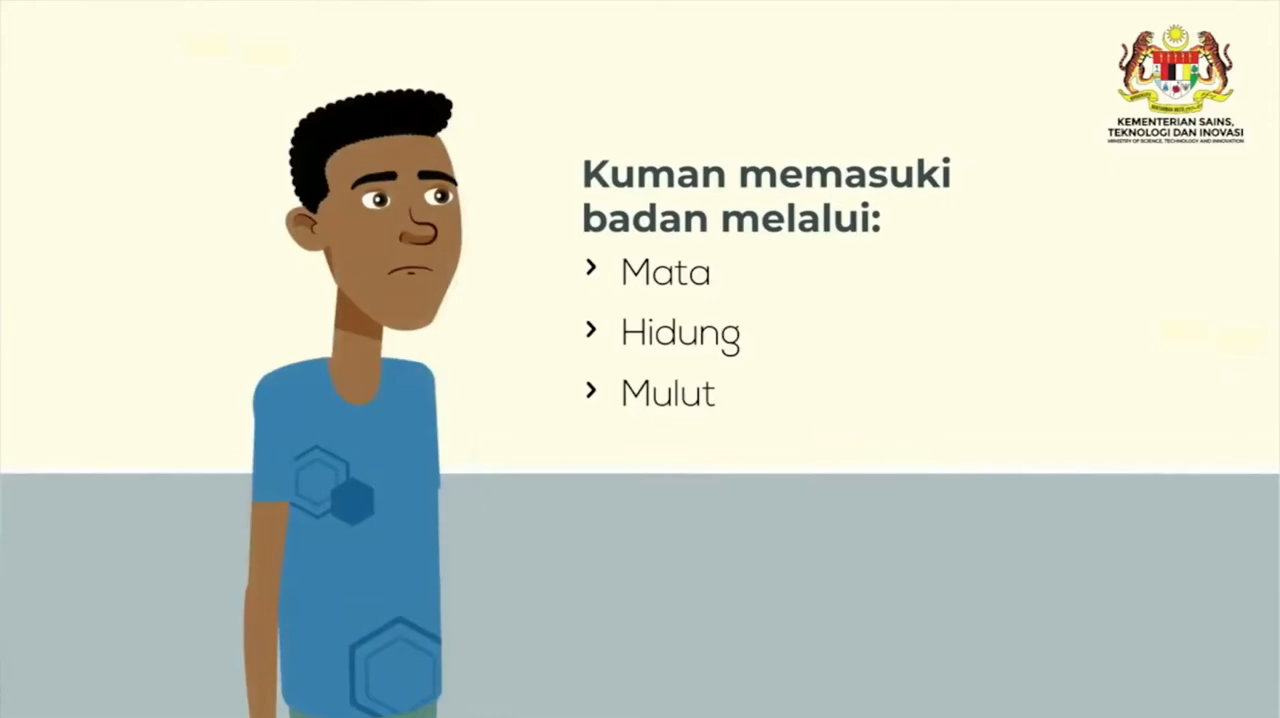 KEMENTERIAN SAINS,
TEKNOLOGI DAN INOVASI
MINISTRY OF SCIENCE, TECHNOLOGY AND INNOVATION
Kuman memasuki
badan melalui:
Mata
Hidung
Mulut